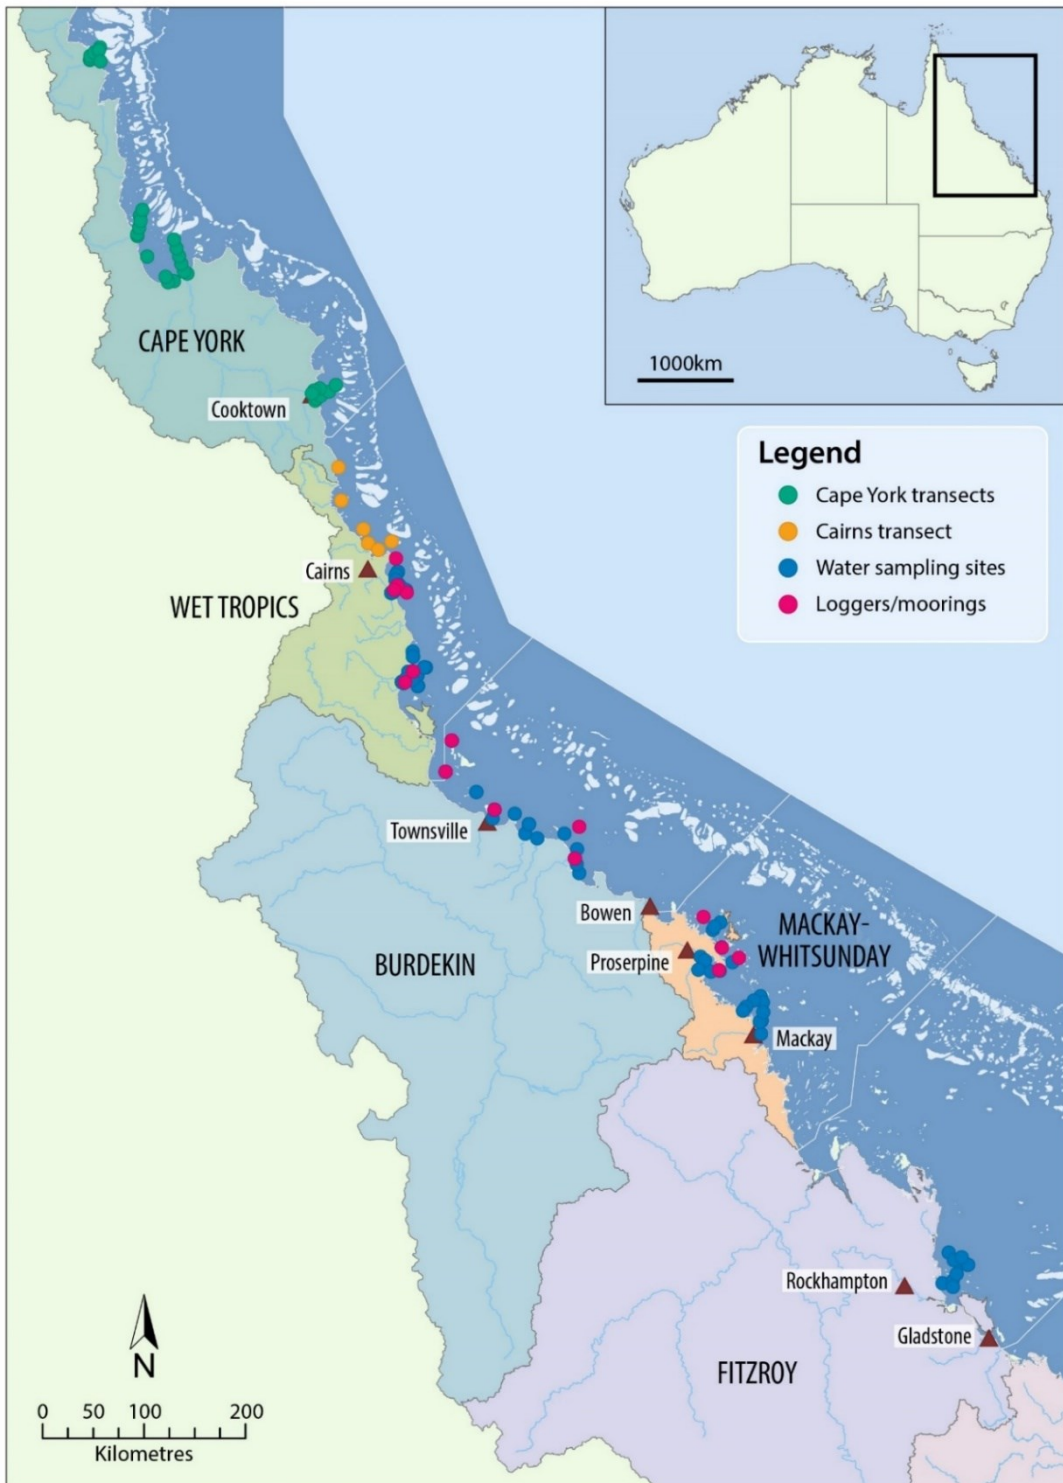 1000km
Legend
Cape York transects
Cairns transect
Water sampling sites
Loggers/moorings
CAPE YORK
Cooktown
Cairns
WET TROPICS
Townsville
Bowen
MACKAY-
WHITSUNDAY
Proserpine
BURDEKIN
Mackay
Rockhampton
Gladstone
FITZROY
N
0 50 100 200
Kilometres